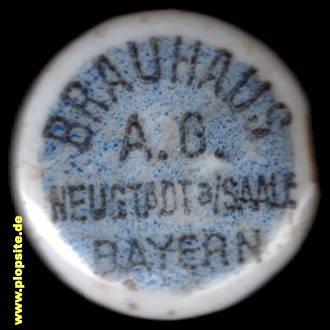 BRAUHAUS
A.G.
NEUSTADT a/SAALE
BAYERN
www.plopsite.de